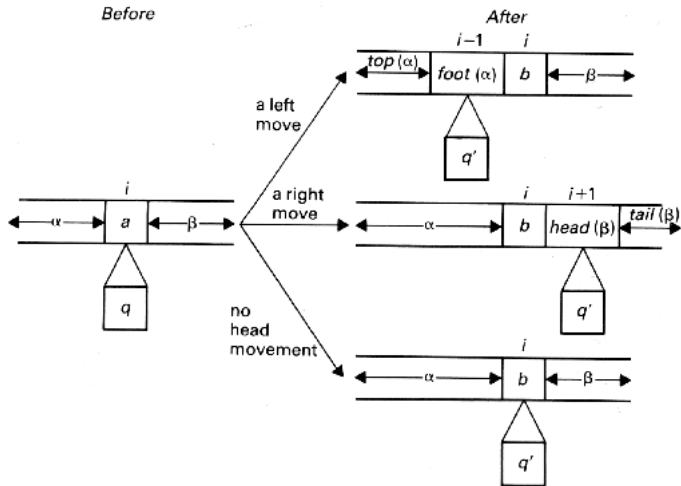 Before
After
i–1 i
top (α) foot (α) b β
a left
move
q'
i
α a β
q
a right
move
i i+1
α b head (β) tail (β)
q'
no
head
movement
i
α b β
q'